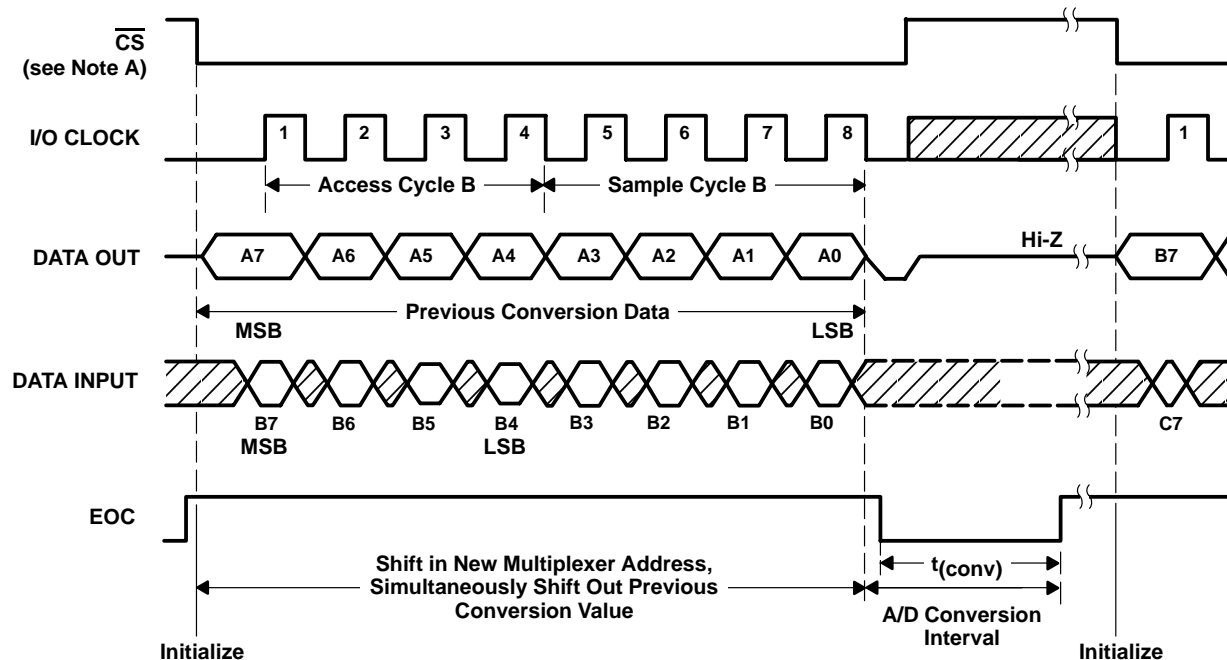 CS
(see Note A)
I/O CLOCK
1 2 3 4 5 6 7 8 1
Access Cycle B
Sample Cycle B
DATA OUT
A7 A6 A5 A4 A3 A2 A1 A0
Hi-Z
B7
Previous Conversion Data
MSB
LSB
DATA INPUT
B7 B6 B5 B4 B3 B2 B1 B0 C7
MSB
LSB
EOC
Shift in New Multiplexer Address,
Simultaneously Shift Out Previous
Conversion Value
t(conv)
A/D Conversion
Interval
Initialize
Initialize